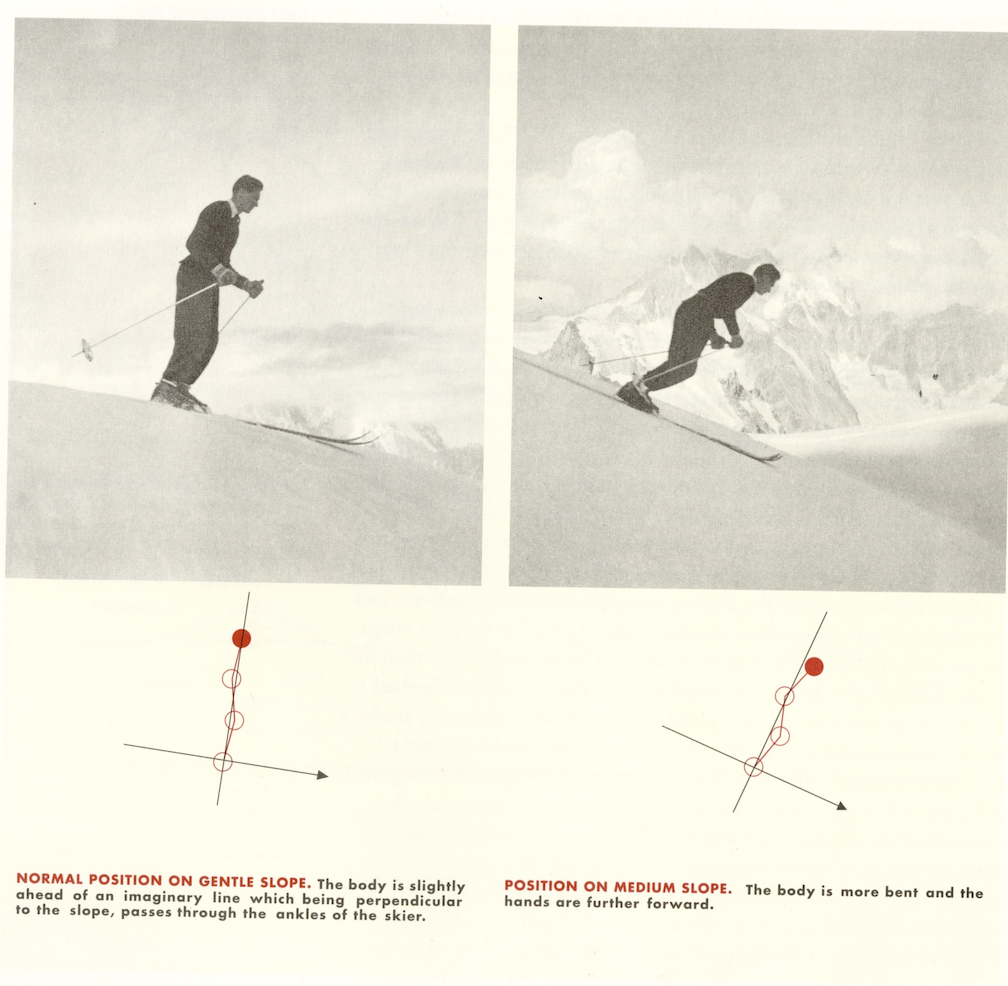 NORMAL POSITION ON GENTLE SLOPE. The body is slightly
ahead of an imaginary line which being perpendicular
to the slope, passes through the ankles of the skier.
POSITION ON MEDIUM SLOPE. The body is more bent and the
hands are further forward.